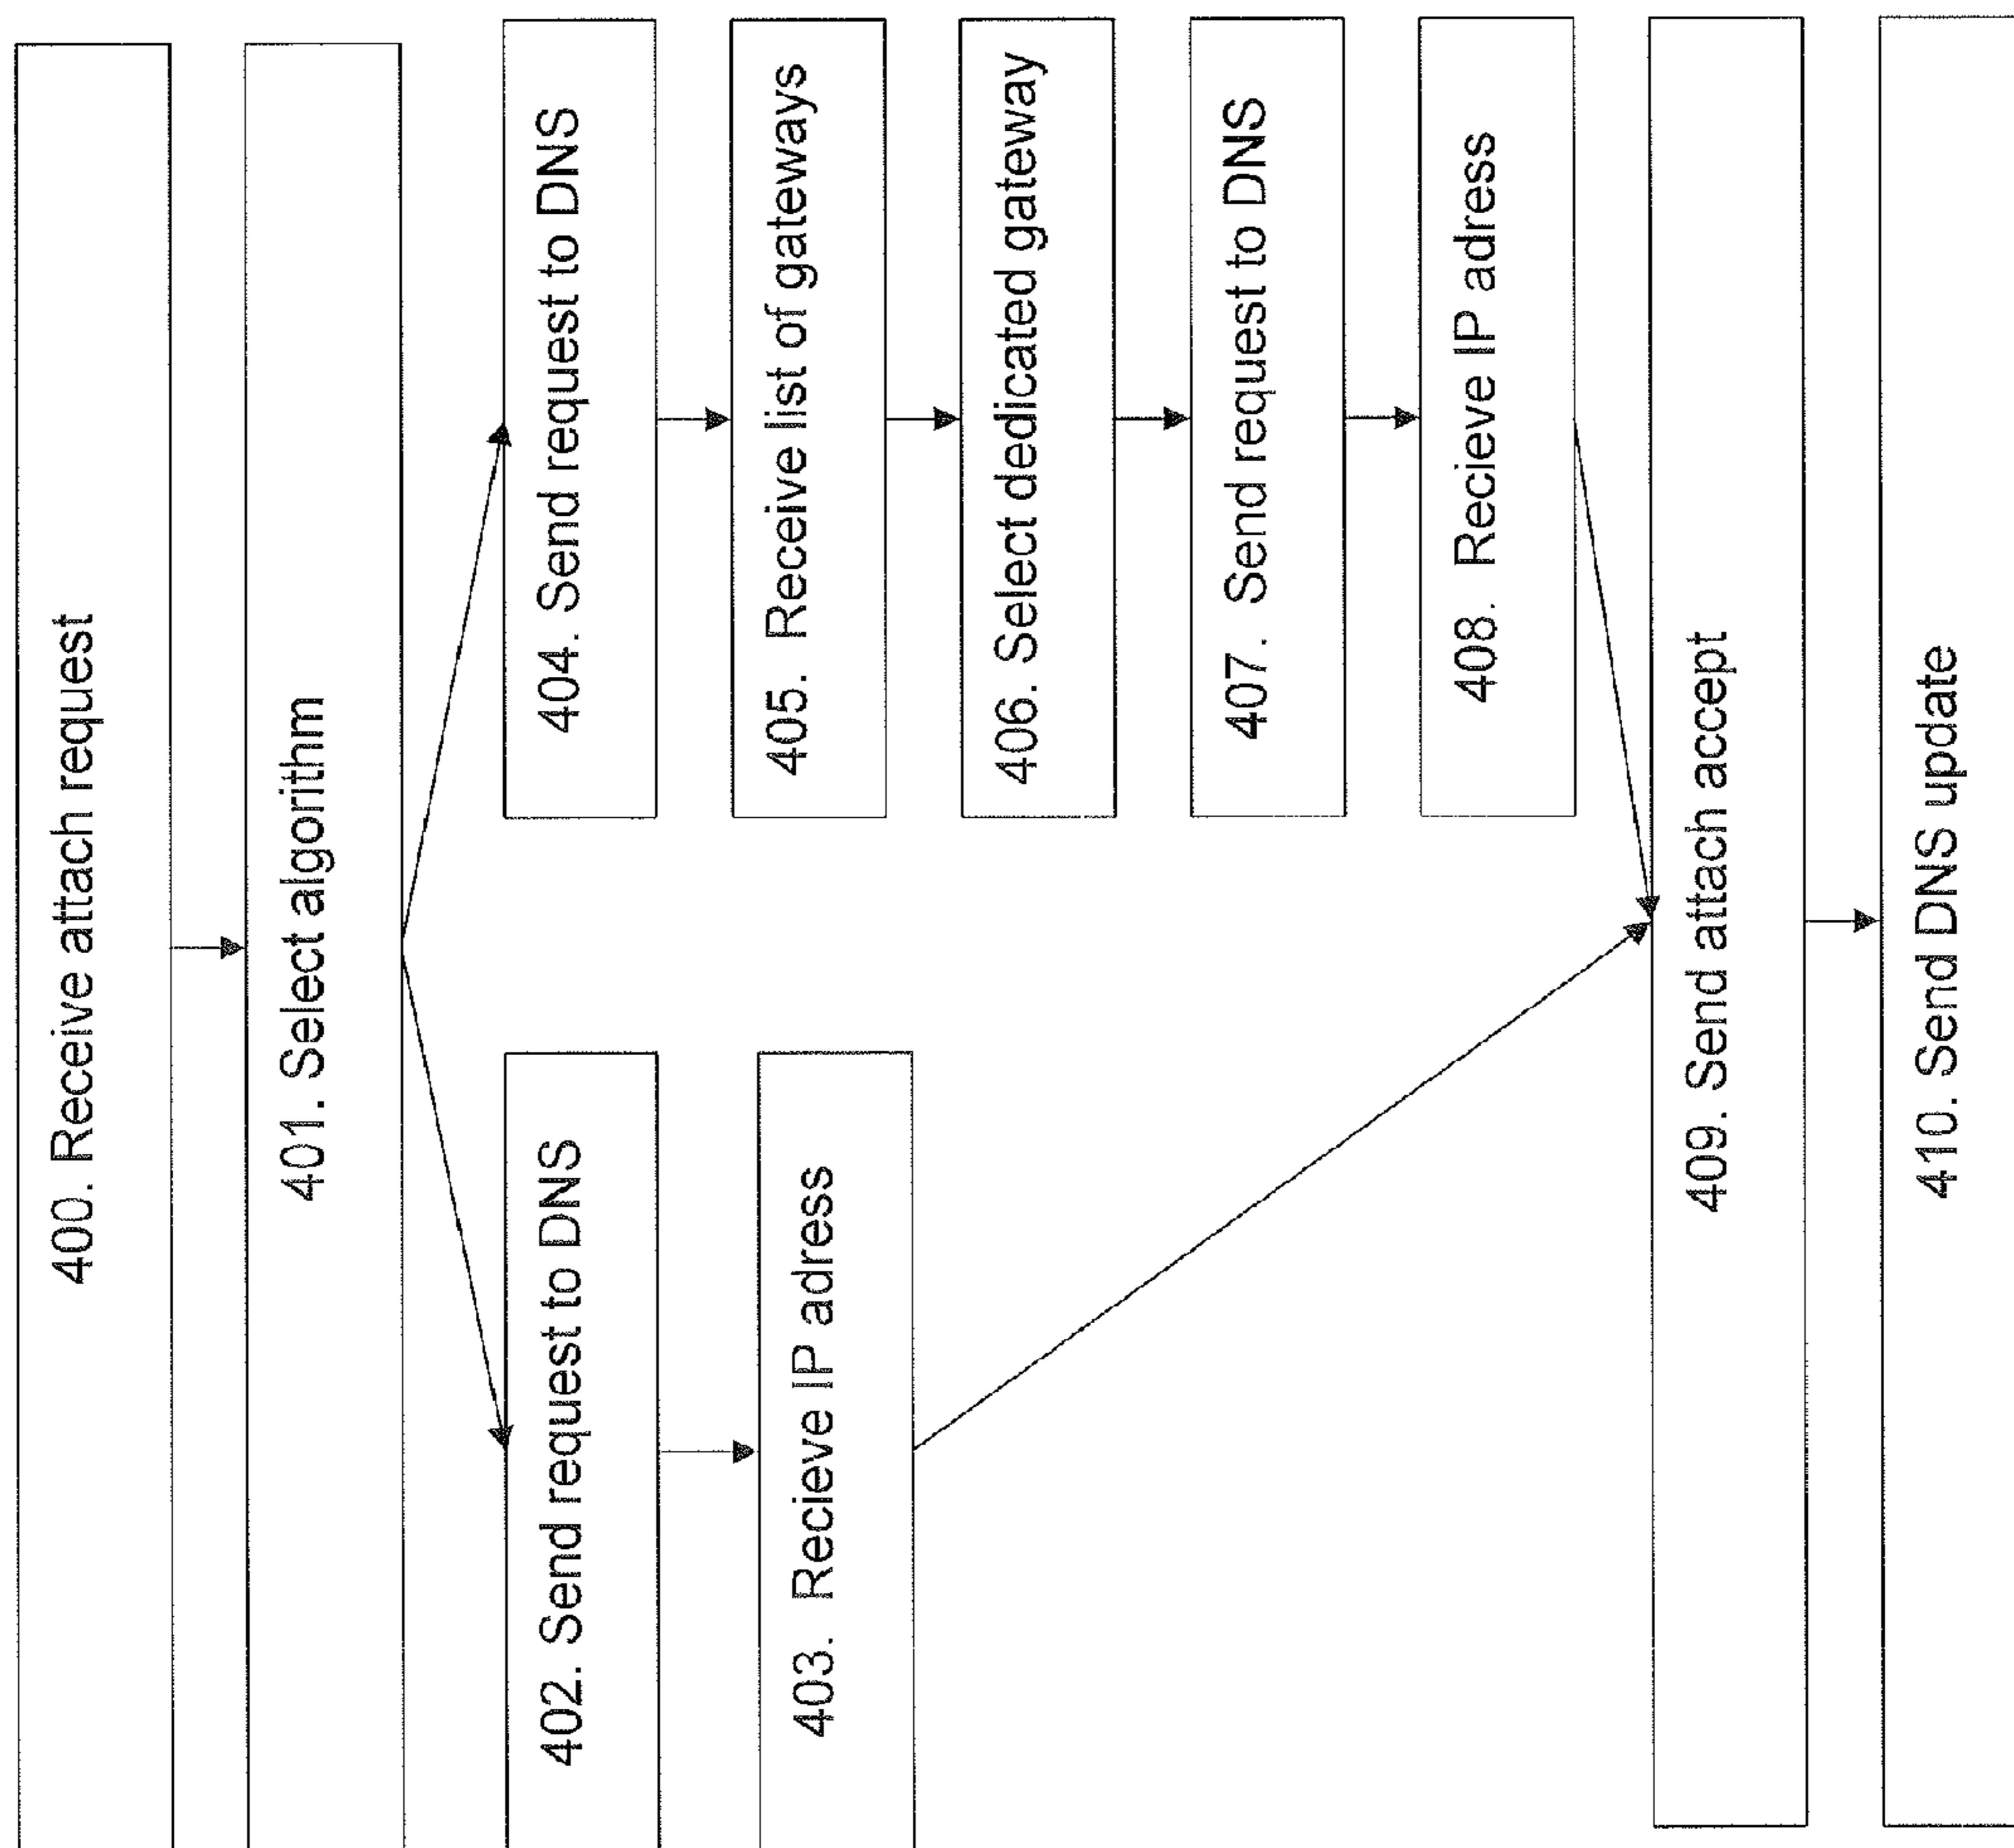 400. Receive attach request
401. Select algorithm
402. Send request to DNS
403. Recieve IP adress
404. Send request to DNS
405. Receive list of gateways
406. Select dedicated gateway
407. Send request to DNS
408. Recieve IP adress
409. Send attach accept
410. Send DNS update